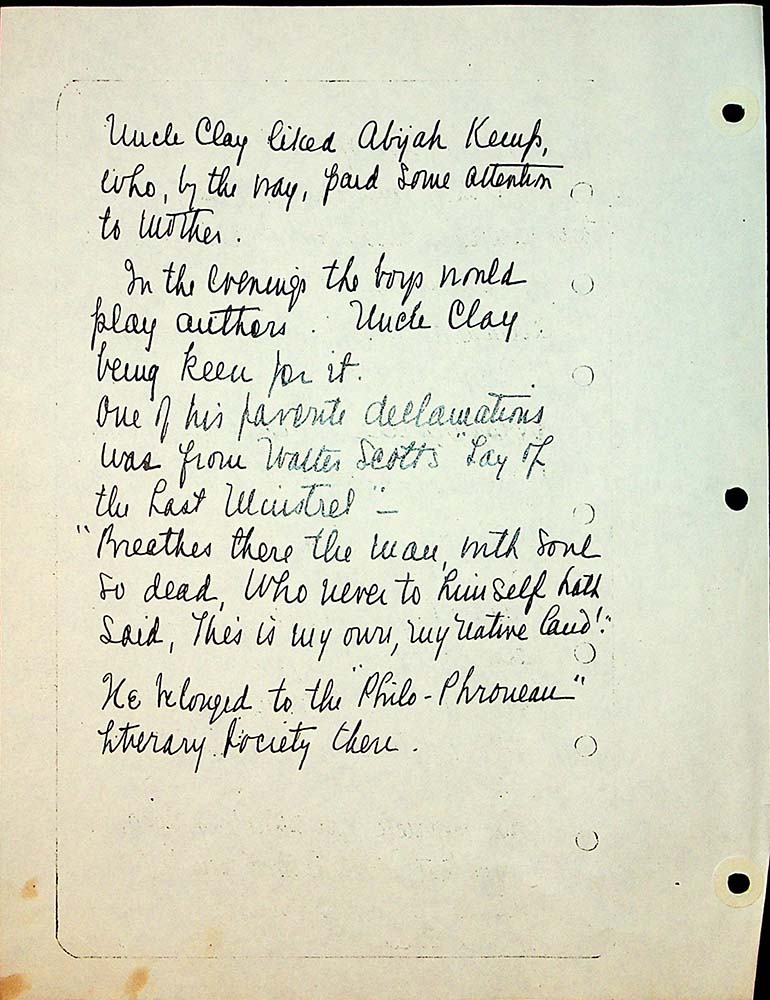 Uncle Clay liked Abijah Kemp,
who, by the way, paid some attention
to Mother.
In the evenings the boys would
play authors. Uncle Clay
being keen for it.
One of his favorite declamations
was from Walter Scott's "Lay of
the Last Minstrel" —
"Breathes there the man, with soul
so dead, Who never to himself hath
said, This is my own, my native land!"
He belonged to the "Philo-Phronean"
Literary Society there.